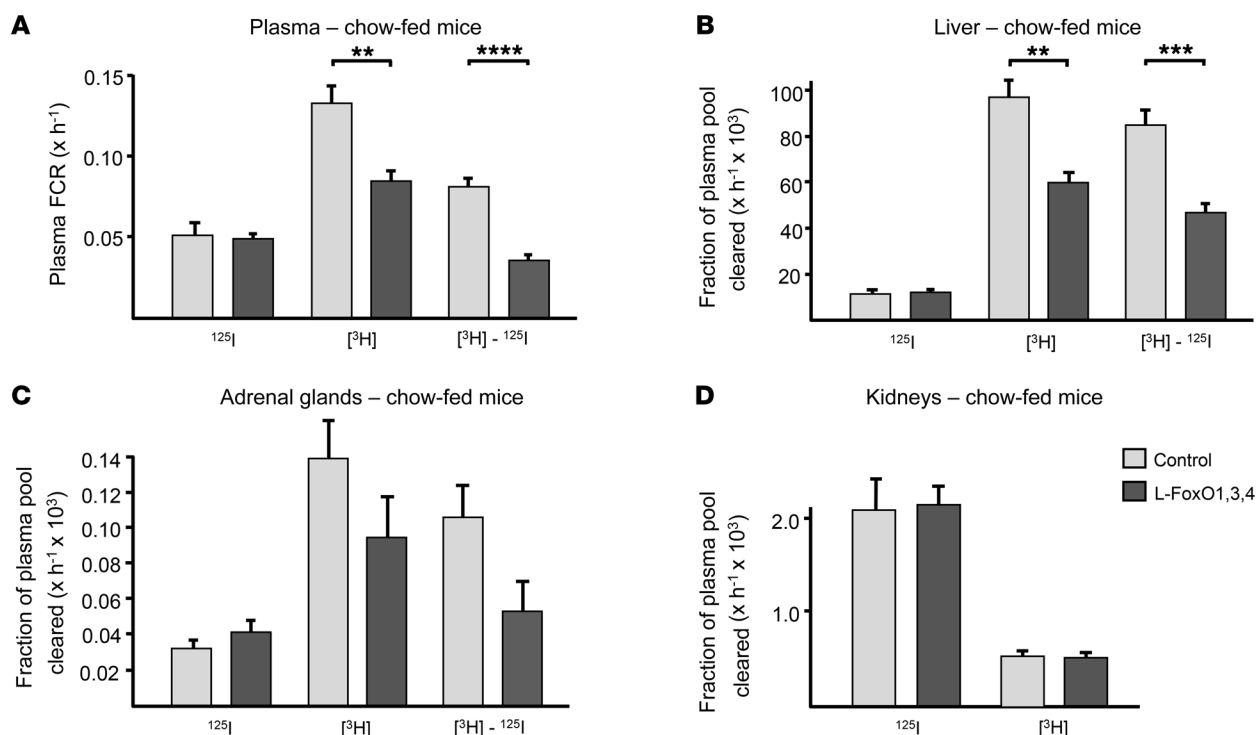 A
Plasma – chow-fed mice
** ****
Plasma FCR (x h⁻¹)
0.15
0.10
0.05
¹²⁵I [³H] [³H] - ¹²⁵I
B
Liver – chow-fed mice
** ***
Fraction of plasma pool
cleared (x h⁻¹ x 10³)
100
80
60
40
20
¹²⁵I [³H] [³H] - ¹²⁵I
C
Adrenal glands – chow-fed mice
Fraction of plasma pool
cleared (x h⁻¹ x 10³)
0.14
0.12
0.10
0.08
0.06
0.04
0.02
¹²⁵I [³H] [³H] - ¹²⁵I
D
Kidneys – chow-fed mice
Control
L-FoxO1,3,4
Fraction of plasma pool
cleared (x h⁻¹ x 10³)
2.0
1.0
¹²⁵I [³H]